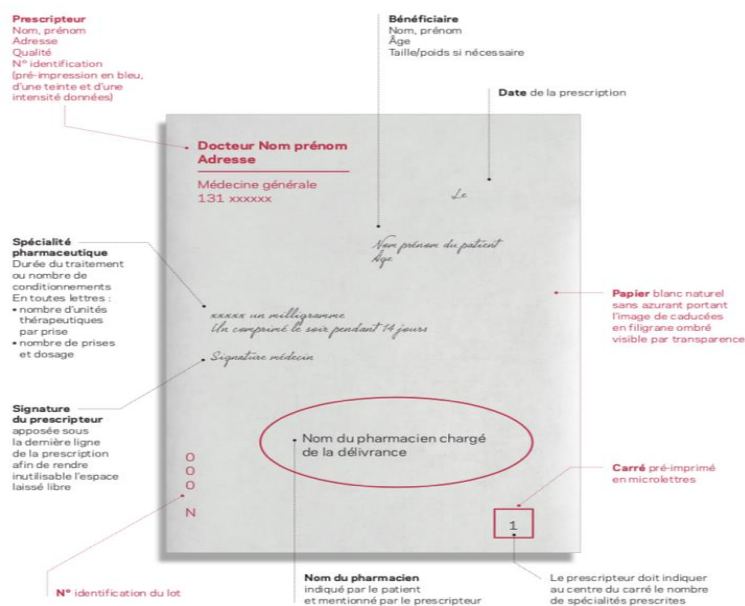 Prescripteur
Nom, prénom
Adresse
Qualité
N° identification
(pré-impression en bleu,
d'une teinte et d'une
intensité données)
Bénéficiaire
Nom, prénom
Âge
Taille/poids si nécessaire
Date de la prescription
Docteur Nom prénom
Adresse
Médecine générale
131 xxxxxx
Le
Nom prénom du patient
Âge
Spécialité
pharmaceutique
Durée du traitement
ou nombre de
conditionnements
En toutes lettres :
• nombre d'unités
thérapeutiques
par prise
• nombre de prises
et dosage
xxxxx un milligramme
Un comprimé le soir pendant 14 jours
Signature médecin
Papier blanc naturel
sans azurant portant
l'image de caducées
en filigrane ombré
visible par transparence
Signature
du prescripteur
apposée sous
la dernière ligne
de la prescription
afin de rendre
inutilisable l'espace
laissé libre
Nom du pharmacien chargé
de la délivrance
O
O
O
N
Carré pré-imprimé
en microlettres
1
N° identification du lot
Nom du pharmacien
indiqué par le patient
et mentionné par le prescripteur
Le prescripteur doit indiquer
au centre du carré le nombre
de spécialités prescrites